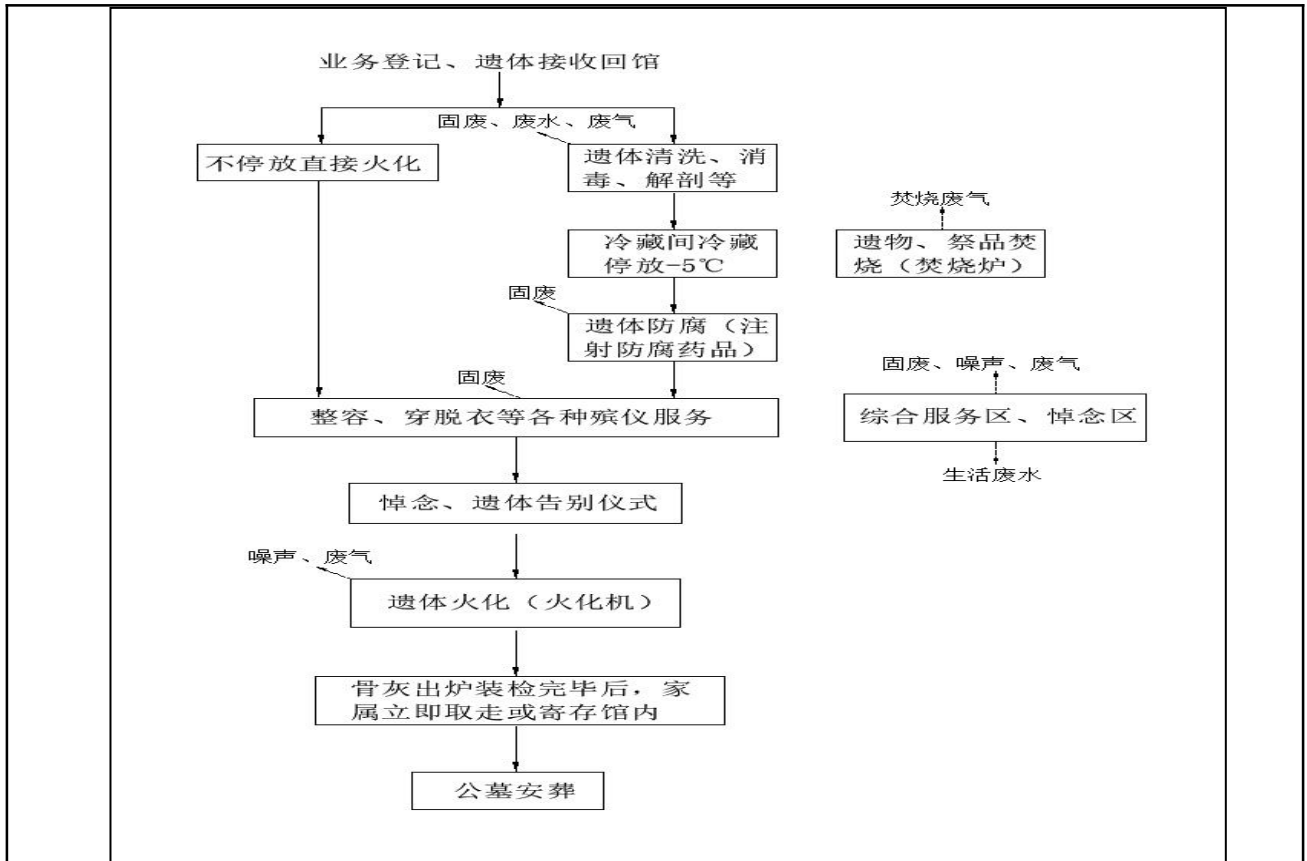 业务登记、遗体接收回馆
固废、废水、废气
不停放直接火化
遗体清洗、消
毒、解剖等
焚烧废气
冷藏间冷藏
停放-5℃
遗物、祭品焚
烧（焚烧炉）
固废
遗体防腐（注
射防腐药品）
固废、噪声、废气
固废
整容、穿脱衣等各种殡仪服务
综合服务区、悼念区
生活废水
悼念、遗体告别仪式
噪声、废气
遗体火化（火化机）
骨灰出炉装检完毕后，家
属立即取走或寄存馆内
公墓安葬